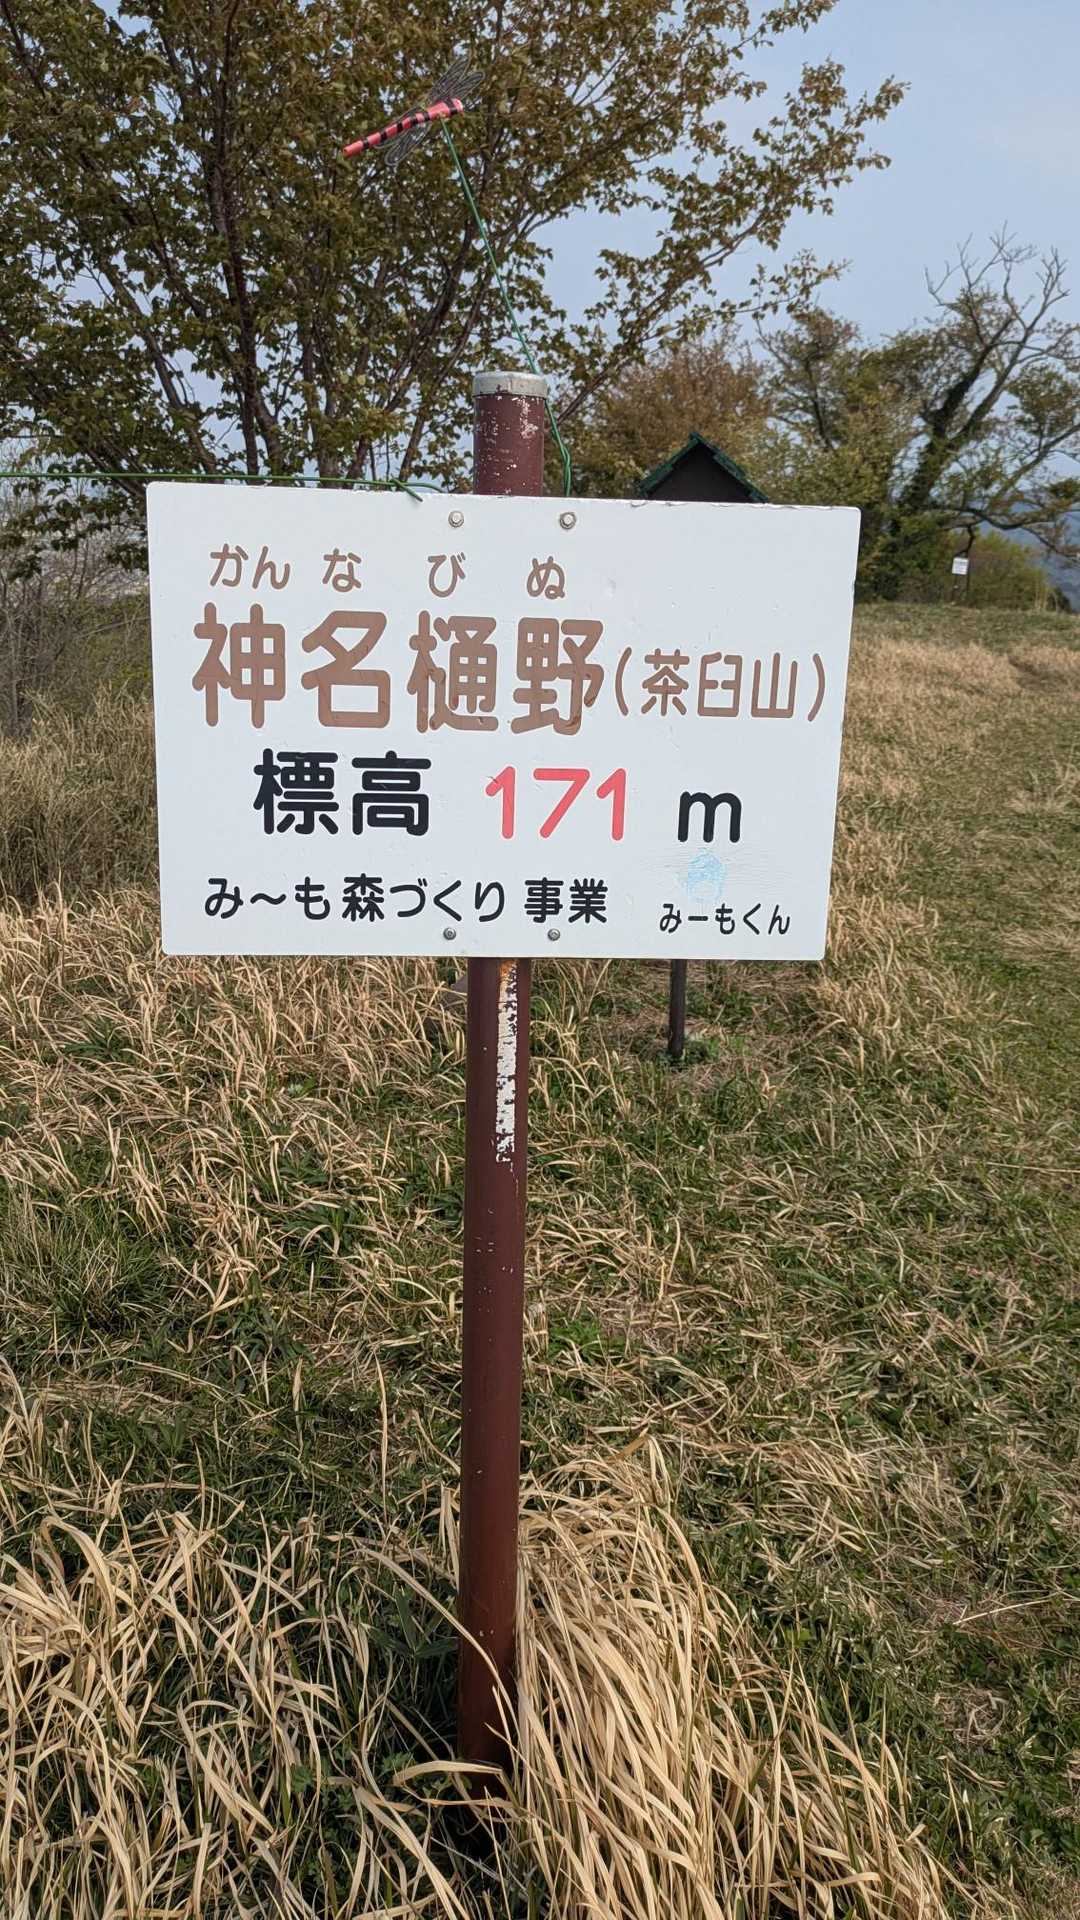 かんなびぬ
神名樋野(茶臼山)
標高 171 m
み〜も森づくり事業 みーもくん